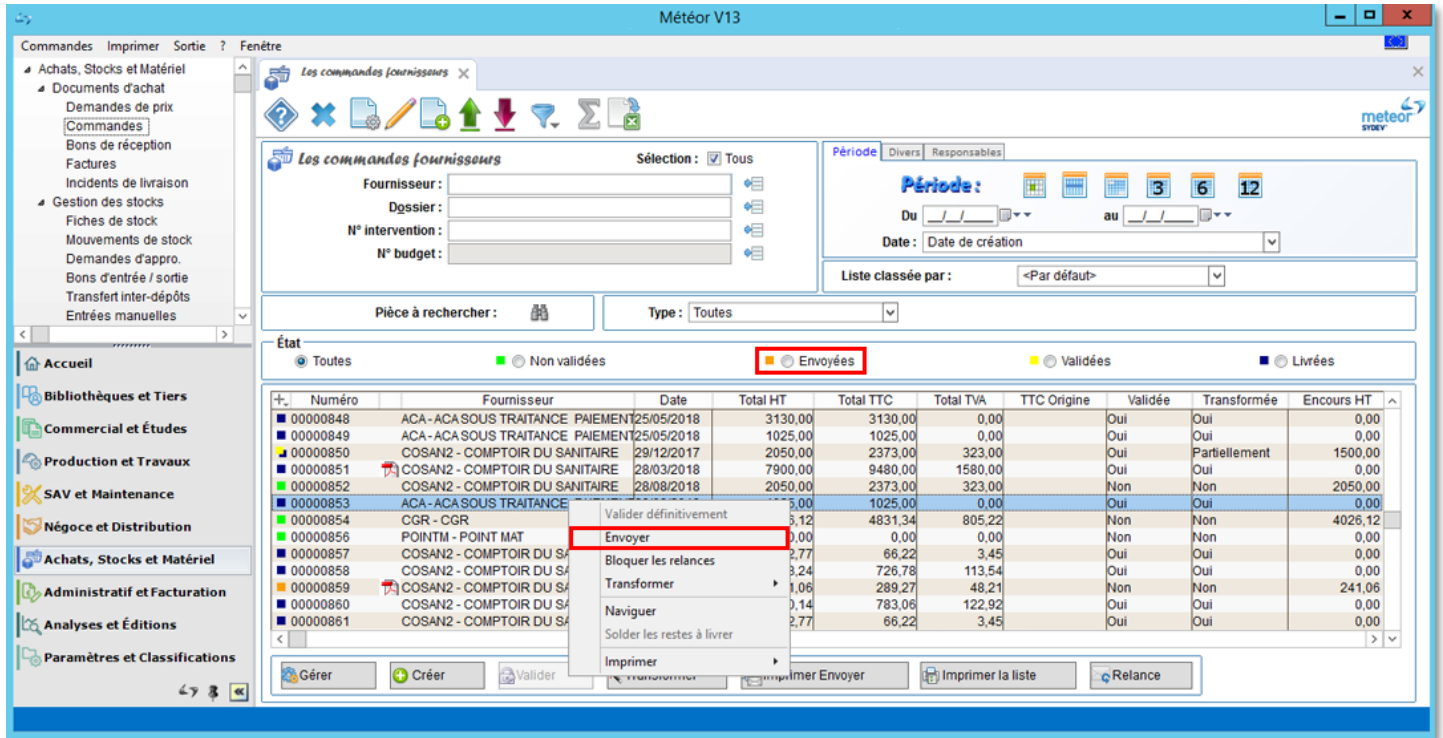 Météor V13
Commandes Imprimer Sortie ? Fenêtre
Achats, Stocks et Matériel
Documents d'achat
Demandes de prix
Commandes
Bons de réception
Factures
Incidents de livraison
Gestion des stocks
Fiches de stock
Mouvements de stock
Demandes d'appro.
Bons d'entrée / sortie
Transfert inter-dépôts
Entrées manuelles
Accueil
Bibliothèques et Tiers
Commercial et Études
Production et Travaux
SAV et Maintenance
Négoce et Distribution
Achats, Stocks et Matériel
Administratif et Facturation
Analyses et Éditions
Paramètres et Classifications
Les commandes fournisseurs
meteor
SYDEV
Les commandes fournisseurs Sélection : Tous
Fournisseur :
Dossier :
N° intervention :
N° budget :
Période Divers Responsables
Période : 3 6 12
Du __/__/____ au __/__/____
Date : Date de création
Liste classée par : <Par défaut>
Pièce à rechercher : Type : Toutes
État
Toutes Non validées Envoyées Validées Livrées
Numéro Fournisseur Date Total HT Total TTC Total TVA TTC Origine Validée Transformée Encours HT
00000848 ACA - ACA SOUS TRAITANCE PAIEMENT 25/05/2018 3130,00 3130,00 0,00 Oui Oui 0,00
00000849 ACA - ACA SOUS TRAITANCE PAIEMENT 25/05/2018 1025,00 1025,00 0,00 Oui Oui 0,00
00000850 COSAN2 - COMPTOIR DU SANITAIRE 29/12/2017 2050,00 2373,00 323,00 Oui Partiellement 1500,00
00000851 COSAN2 - COMPTOIR DU SANITAIRE 28/03/2018 7900,00 9480,00 1580,00 Oui Oui 0,00
00000852 COSAN2 - COMPTOIR DU SANITAIRE 28/08/2018 2050,00 2373,00 323,00 Non Non 2050,00
00000853 ACA - ACA SOUS TRAITANCE 5,00 1025,00 0,00 Oui Oui 0,00
00000854 CGR - CGR 6,12 4831,34 805,22 Non Non 4026,12
00000856 POINTM - POINT MAT 0,00 0,00 0,00 Non Non 0,00
00000857 COSAN2 - COMPTOIR DU SA 2,77 66,22 3,45 Oui Oui 0,00
00000858 COSAN2 - COMPTOIR DU SA 3,24 726,78 113,54 Oui Oui 0,00
00000859 COSAN2 - COMPTOIR DU SA 1,06 289,27 48,21 Non Non 241,06
00000860 COSAN2 - COMPTOIR DU SA 0,14 783,06 122,92 Oui Oui 0,00
00000861 COSAN2 - COMPTOIR DU SA 2,77 66,22 3,45 Oui Oui 0,00
Valider définitivement
Envoyer
Bloquer les relances
Transformer
Naviguer
Solder les restes à livrer
Imprimer
Gérer Créer Valider Transformer Imprimer Envoyer Imprimer la liste Relance